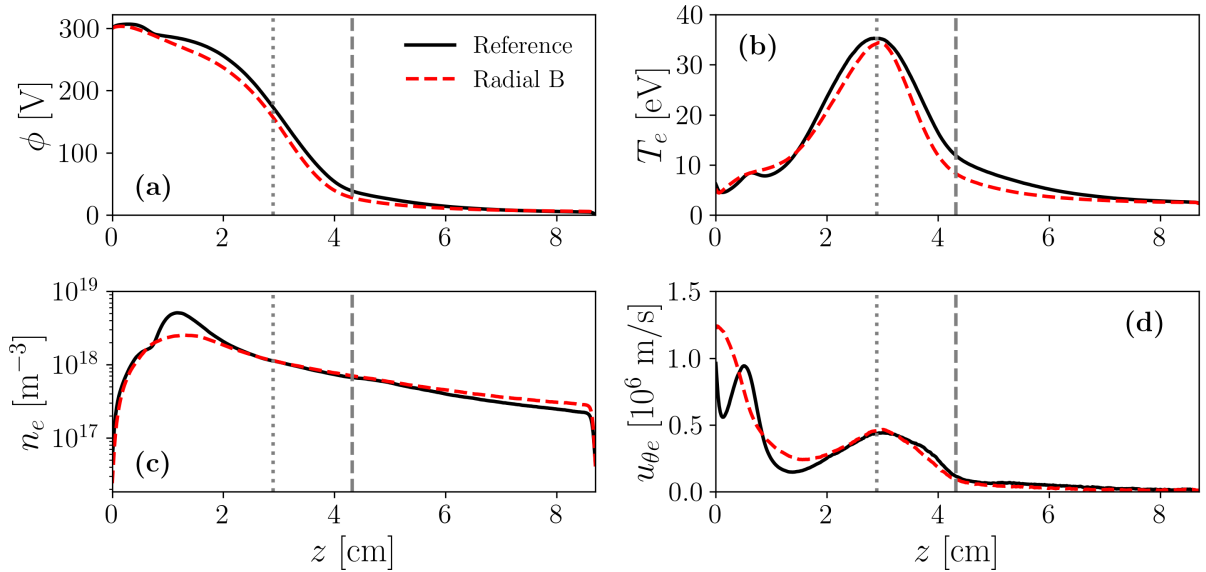 300
200
100
0
ϕ [V]
Reference
Radial B
(a)
0 2 4 6 8
40
30
20
10
0
T_e [eV]
(b)
0 2 4 6 8
10^19
10^18
10^17
n_e [m^−3]
(c)
0 2 4 6 8
z [cm]
1.5
1.0
0.5
0.0
u_θe [10^6 m/s]
(d)
0 2 4 6 8
z [cm]